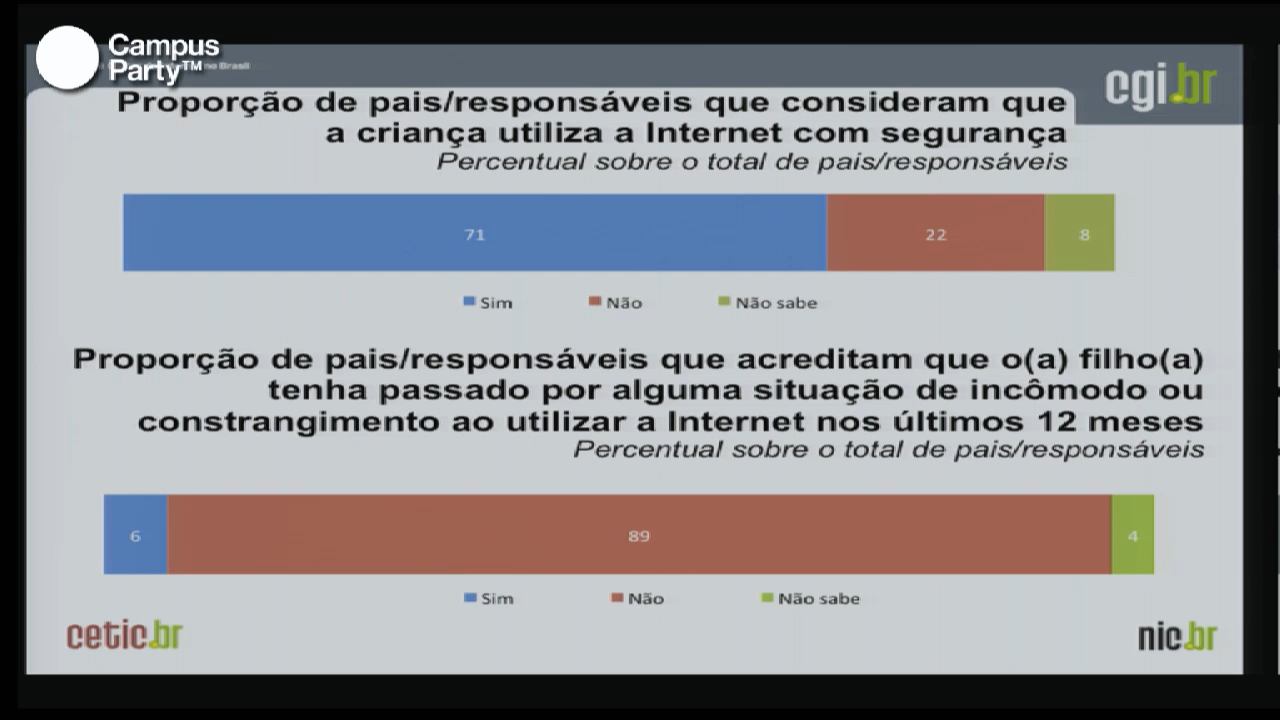 Campus
Party™
no Brasil
cgi.br
Proporção de pais/responsáveis que consideram que
a criança utiliza a Internet com segurança
Percentual sobre o total de pais/responsáveis
71 22 8
Sim Não Não sabe
Proporção de pais/responsáveis que acreditam que o(a) filho(a)
tenha passado por alguma situação de incômodo ou
constrangimento ao utilizar a Internet nos últimos 12 meses
Percentual sobre o total de pais/responsáveis
6 89 4
Sim Não Não sabe
cetic.br nic.br